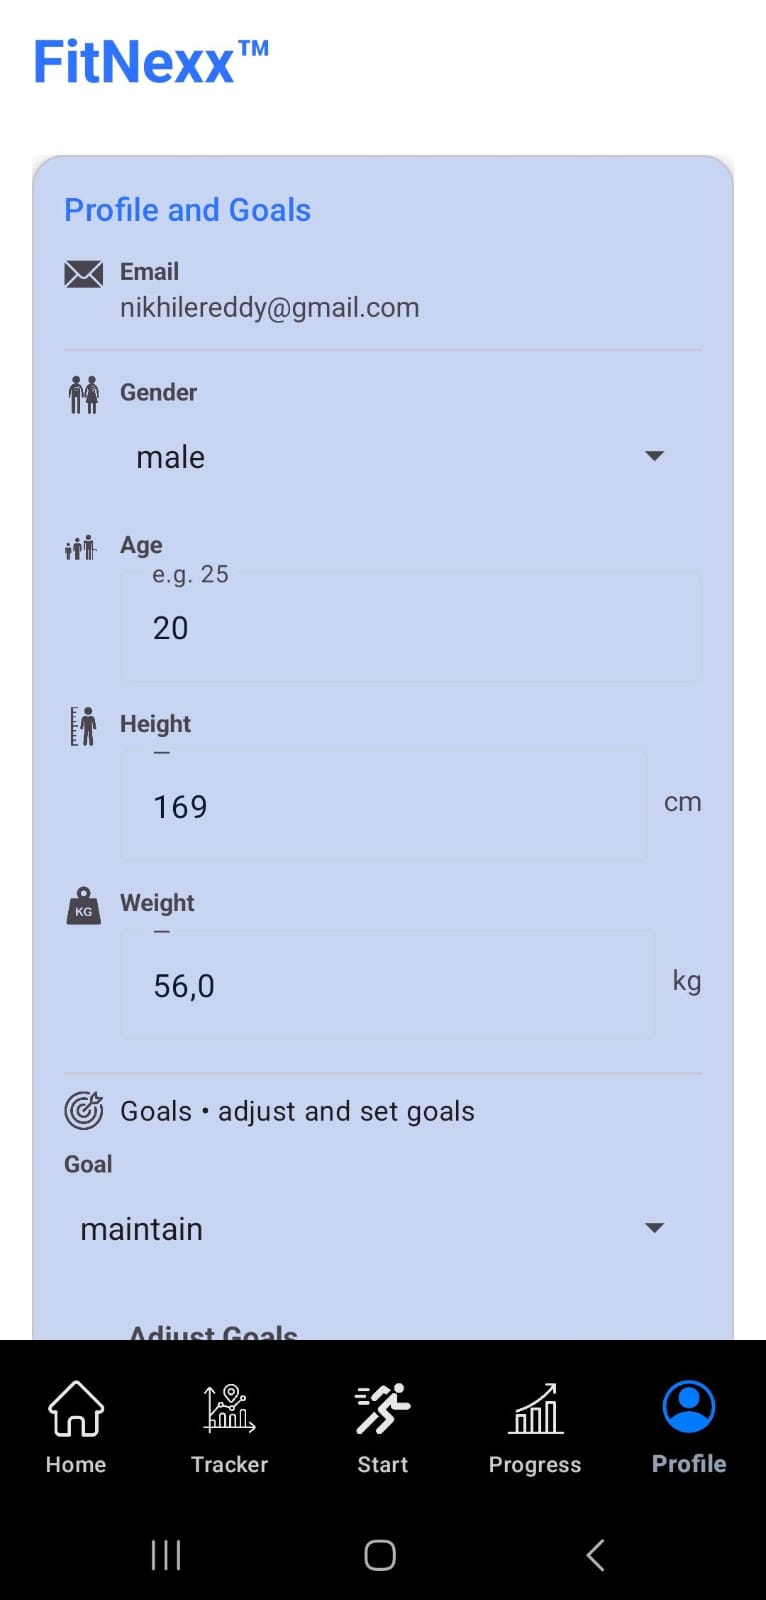 FitNexx™
Profile and Goals
Email
nikhilereddy@gmail.com
Gender
male
Age
e.g. 25
20
Height
169
cm
KG
Weight
56,0
kg
Goals • adjust and set goals
Goal
maintain
Adjust Goals
Home
Tracker
Start
Progress
Profile